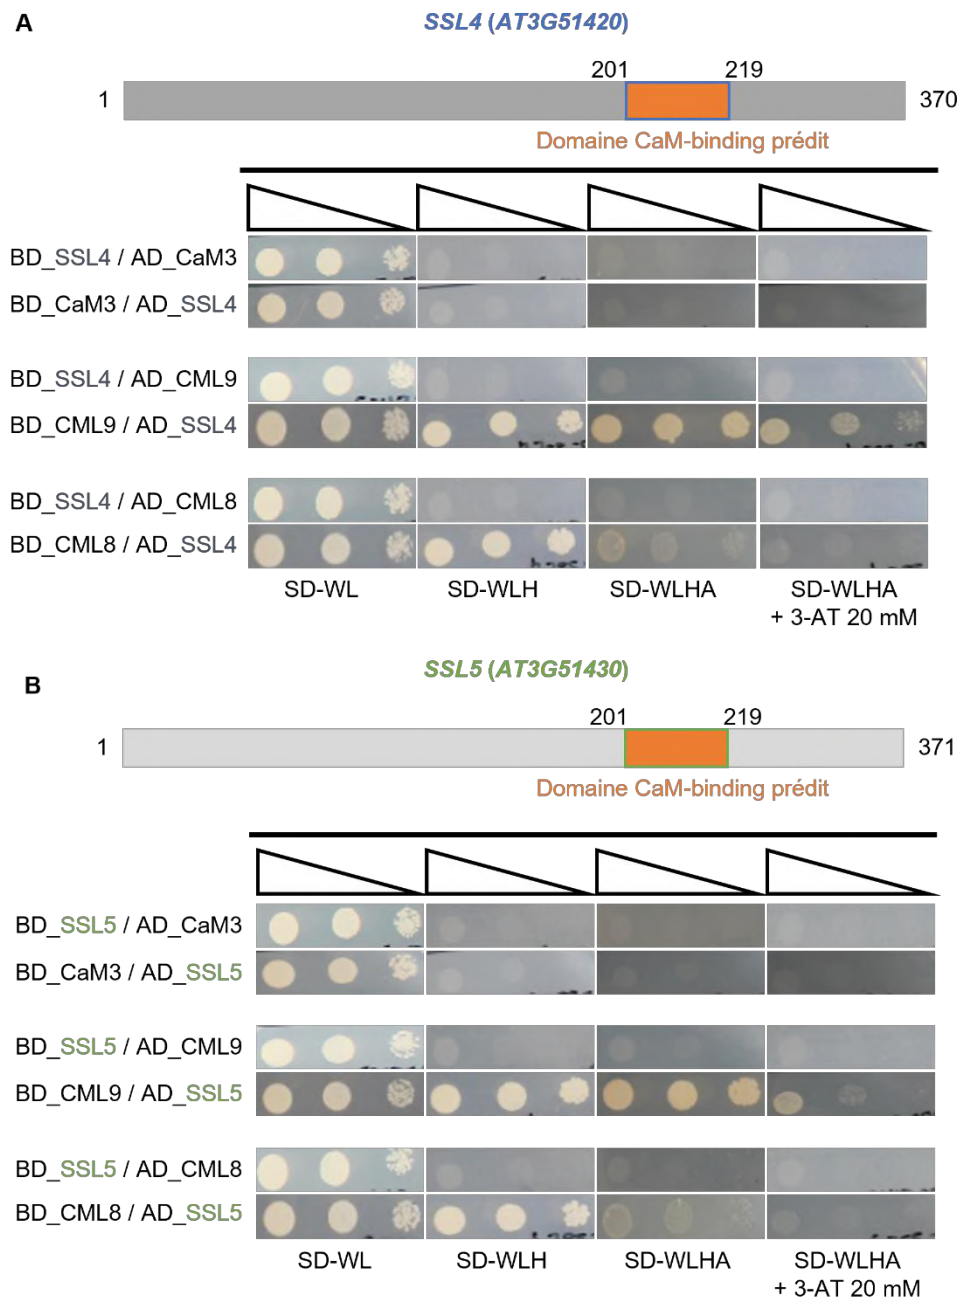 A
SSL4 (AT3G51420)
201 219
1 370
Domaine CaM-binding prédit
BD_SSL4 / AD_CaM3
BD_CaM3 / AD_SSL4
BD_SSL4 / AD_CML9
BD_CML9 / AD_SSL4
BD_SSL4 / AD_CML8
BD_CML8 / AD_SSL4
SD-WL SD-WLH SD-WLHA SD-WLHA
+ 3-AT 20 mM
SSL5 (AT3G51430)
B
201 219
1 371
Domaine CaM-binding prédit
BD_SSL5 / AD_CaM3
BD_CaM3 / AD_SSL5
BD_SSL5 / AD_CML9
BD_CML9 / AD_SSL5
BD_SSL5 / AD_CML8
BD_CML8 / AD_SSL5
SD-WL SD-WLH SD-WLHA SD-WLHA
+ 3-AT 20 mM